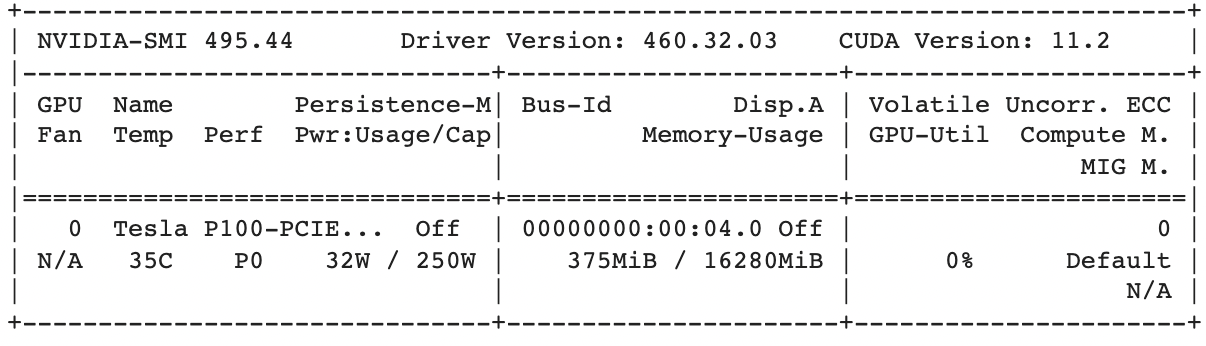 +-----------------------------------------------------------------------------+
| NVIDIA-SMI 495.44       Driver Version: 460.32.03    CUDA Version: 11.2     |
|-------------------------------+----------------------+----------------------+
| GPU  Name        Persistence-M| Bus-Id        Disp.A | Volatile Uncorr. ECC |
| Fan  Temp  Perf  Pwr:Usage/Cap|         Memory-Usage | GPU-Util  Compute M. |
|                               |                      |               MIG M. |
|===============================+======================+======================|
|   0  Tesla P100-PCIE...  Off  | 00000000:00:04.0 Off |                    0 |
| N/A   35C    P0    32W / 250W |    375MiB / 16280MiB |      0%      Default |
|                               |                      |                  N/A |
+-------------------------------+----------------------+----------------------+